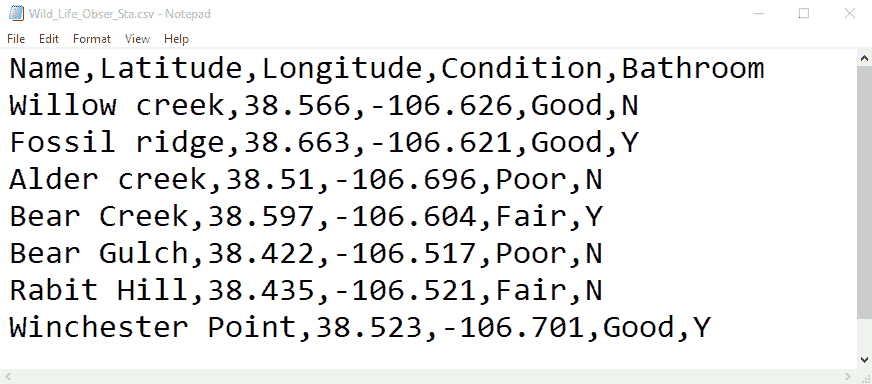 Wild_Life_Obser_Sta.csv - Notepad
File Edit Format View Help
Name,Latitude,Longitude,Condition,Bathroom
Willow creek,38.566,-106.626,Good,N
Fossil ridge,38.663,-106.621,Good,Y
Alder creek,38.51,-106.696,Poor,N
Bear Creek,38.597,-106.604,Fair,Y
Bear Gulch,38.422,-106.517,Poor,N
Rabit Hill,38.435,-106.521,Fair,N
Winchester Point,38.523,-106.701,Good,Y